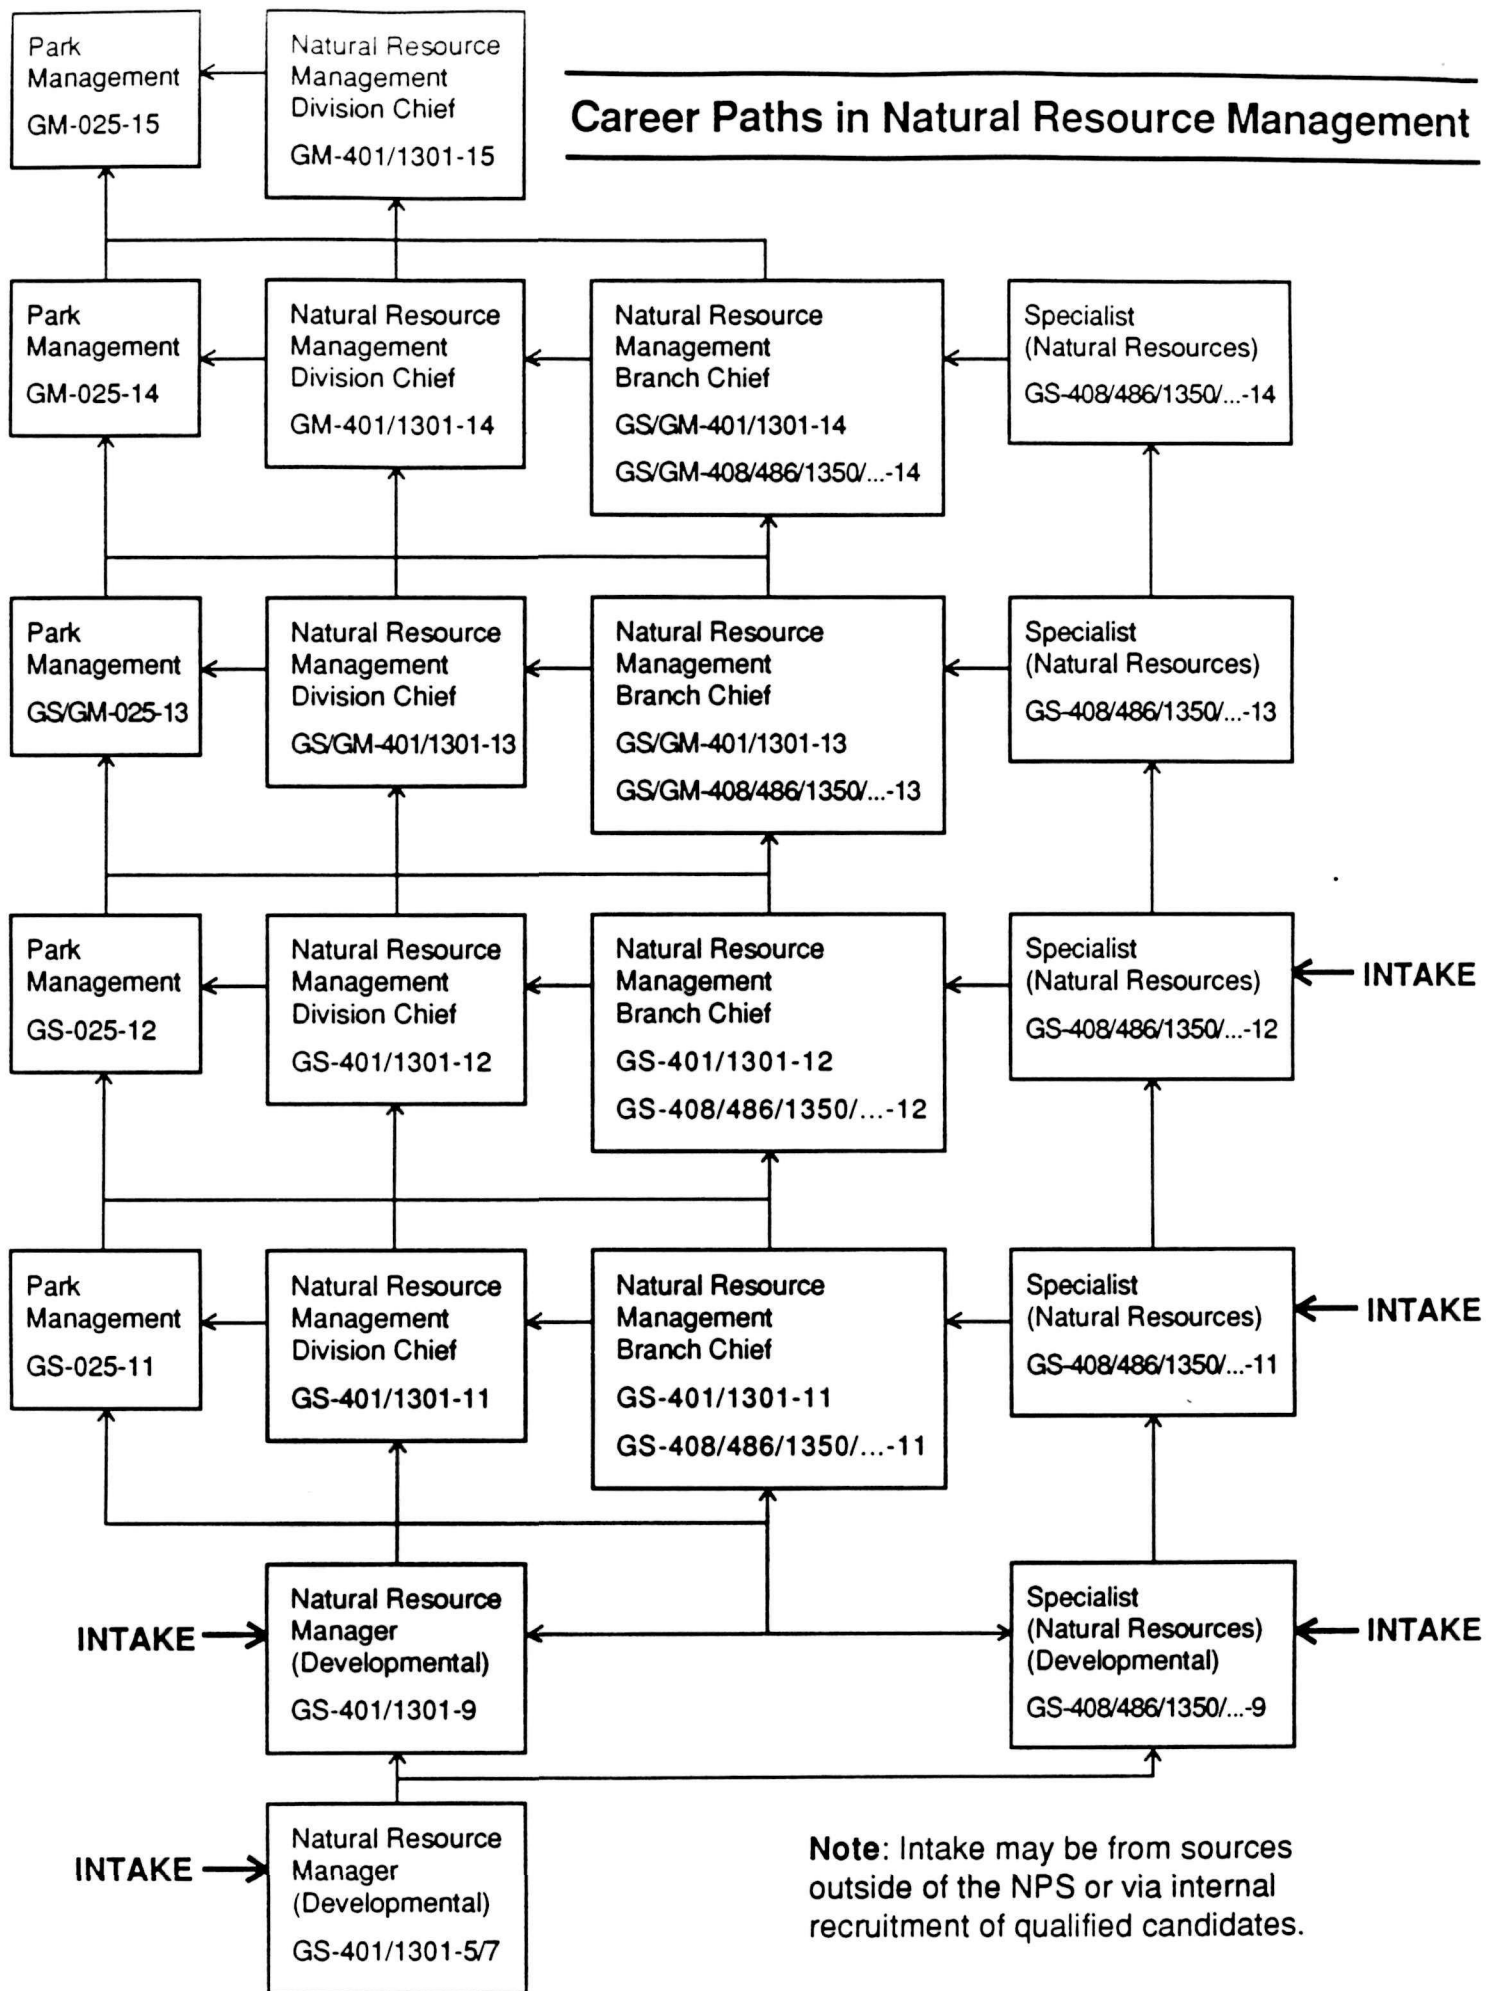 Career Paths in Natural Resource Management
Park
Management
GM-025-15
Natural Resource
Management
Division Chief
GM-401/1301-15
Park
Management
GM-025-14
Natural Resource
Management
Division Chief
GM-401/1301-14
Natural Resource
Management
Branch Chief
GS/GM-401/1301-14
GS/GM-408/486/1350/...-14
Specialist
(Natural Resources)
GS-408/486/1350/...-14
Park
Management
GS/GM-025-13
Natural Resource
Management
Division Chief
GS/GM-401/1301-13
Natural Resource
Management
Branch Chief
GS/GM-401/1301-13
GS/GM-408/486/1350/...-13
Specialist
(Natural Resources)
GS-408/486/1350/...-13
Park
Management
GS-025-12
Natural Resource
Management
Division Chief
GS-401/1301-12
Natural Resource
Management
Branch Chief
GS-401/1301-12
GS-408/486/1350/...-12
Specialist
(Natural Resources)
GS-408/486/1350/...-12
INTAKE
Park
Management
GS-025-11
Natural Resource
Management
Division Chief
GS-401/1301-11
Natural Resource
Management
Branch Chief
GS-401/1301-11
GS-408/486/1350/...-11
Specialist
(Natural Resources)
GS-408/486/1350/...-11
INTAKE
INTAKE
Natural Resource
Manager
(Developmental)
GS-401/1301-9
Specialist
(Natural Resources)
(Developmental)
GS-408/486/1350/...-9
INTAKE
INTAKE
Natural Resource
Manager
(Developmental)
GS-401/1301-5/7
Note: Intake may be from sources
outside of the NPS or via internal
recruitment of qualified candidates.